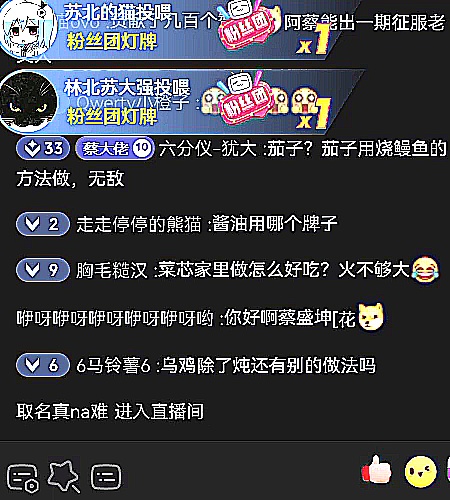 苏北的猫投喂
粉丝团灯牌
粉丝团
x1
阿蔡能出一期征服老
林北苏大强投喂
Qwerty小橙子:
粉丝团灯牌
粉丝团
x1
33 蔡大佬 10 六分仪-犹大 :茄子？茄子用烧鳗鱼的
方法做，无敌
2 走走停停的熊猫 :酱油用哪个牌子
9 胸毛糙汉 :菜芯家里做怎么好吃？火不够大😂
咿呀咿呀咿呀咿呀咿呀哟 :你好啊蔡盛坤[花
6 6马铃薯6 :乌鸡除了炖还有别的做法吗
取名真na难 进入直播间